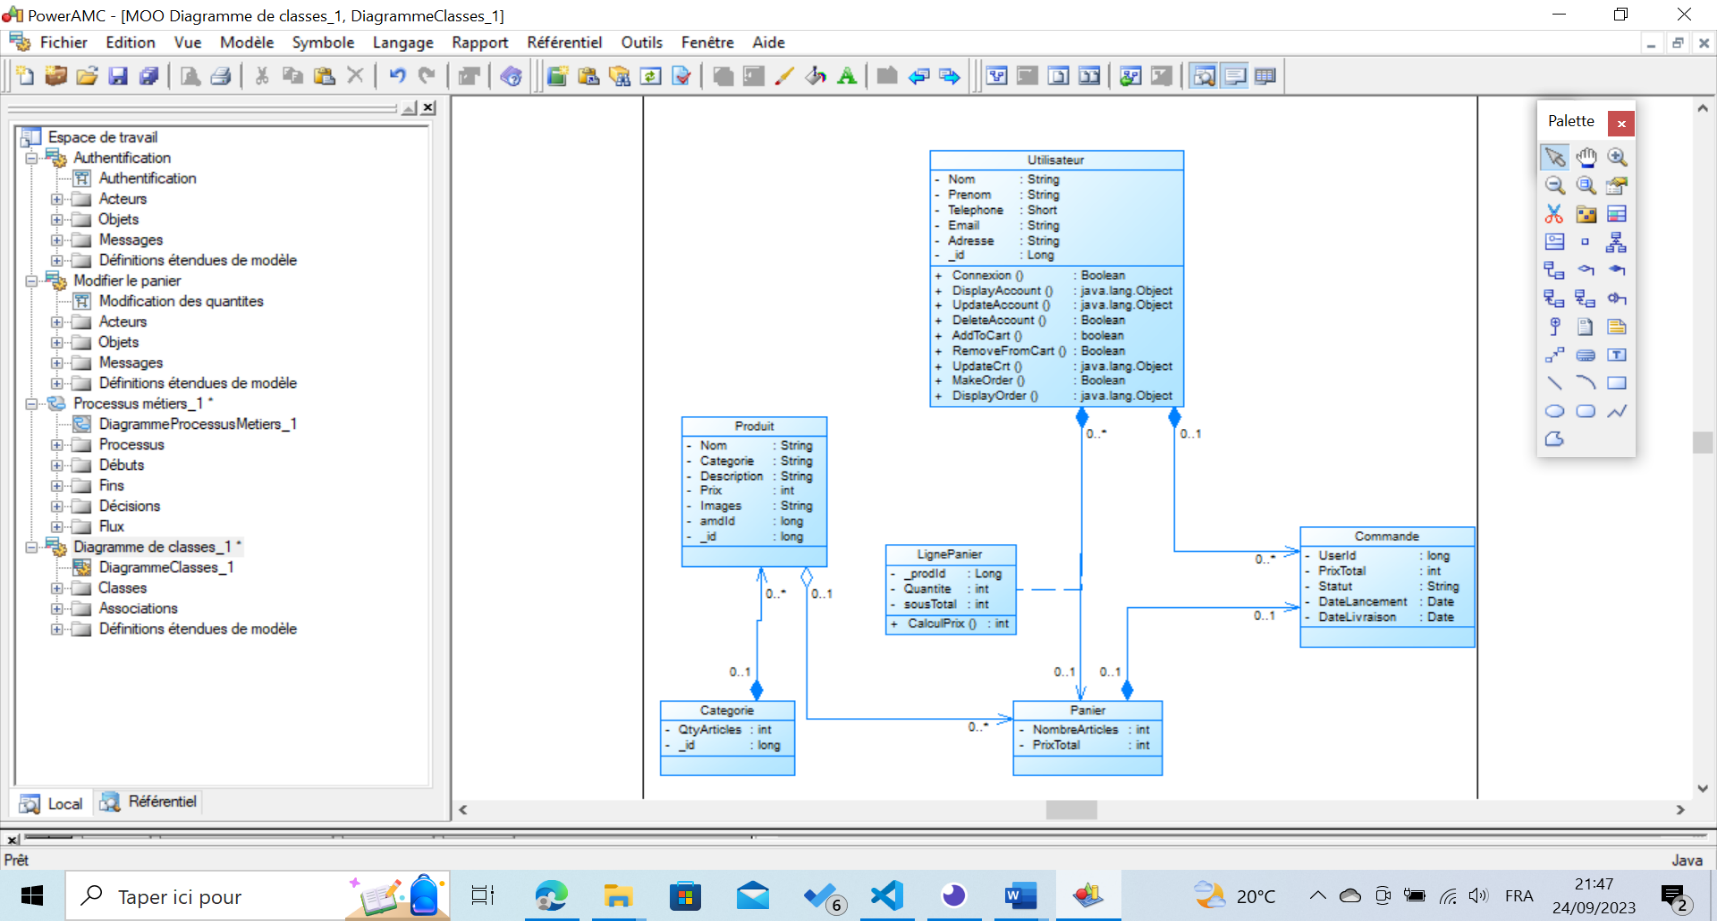 PowerAMC - [MOO Diagramme de classes_1, DiagrammeClasses_1]
Fichier Edition Vue Modèle Symbole Langage Rapport Référentiel Outils Fenêtre Aide
Espace de travail
Authentification
Authentification
Acteurs
Objets
Messages
Définitions étendues de modèle
Modifier le panier
Modification des quantites
Acteurs
Objets
Messages
Définitions étendues de modèle
Processus métiers_1 *
DiagrammeProcessusMetiers_1
Processus
Débuts
Fins
Décisions
Flux
Diagramme de classes_1 *
DiagrammeClasses_1
Classes
Associations
Définitions étendues de modèle
Local Référentiel
Utilisateur
- Nom : String
- Prenom : String
- Telephone : Short
- Email : String
- Adresse : String
- _id : Long
+ Connexion () : Boolean
+ DisplayAccount () : java.lang.Object
+ UpdateAccount () : java.lang.Object
+ DeleteAccount () : Boolean
+ AddToCart () : boolean
+ RemoveFromCart () : Boolean
+ UpdateCrt () : java.lang.Object
+ MakeOrder () : Boolean
+ DisplayOrder () : java.lang.Object
0..*
0..1
Produit
- Nom : String
- Categorie : String
- Description : String
- Prix : int
- Images : String
- amdId : long
- _id : long
0..*
0..1
LignePanier
- _prodId : Long
- Quantite : int
- sousTotal : int
+ CalculPrix () : int
Commande
- UserId : long
- PrixTotal : int
- Statut : String
- DateLancement : Date
- DateLivraison : Date
0..*
0..1
0..1
0..1
0..1
0..*
Categorie
- QtyArticles : int
- _id : long
Panier
- NombreArticles : int
- PrixTotal : int
Palette
Prêt
Java
Taper ici pour
6
20°C
FRA
21:47
24/09/2023
2